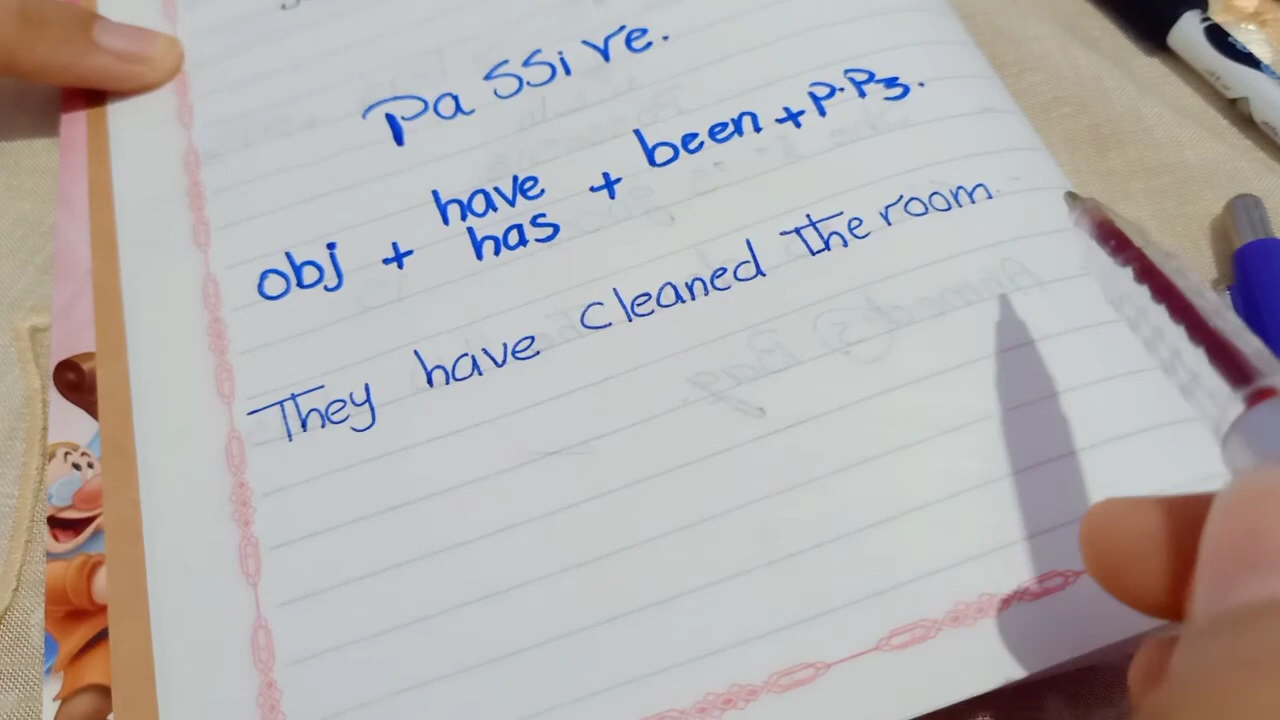 Passive.
obj + have has + been + P.P3.
They have cleaned the room